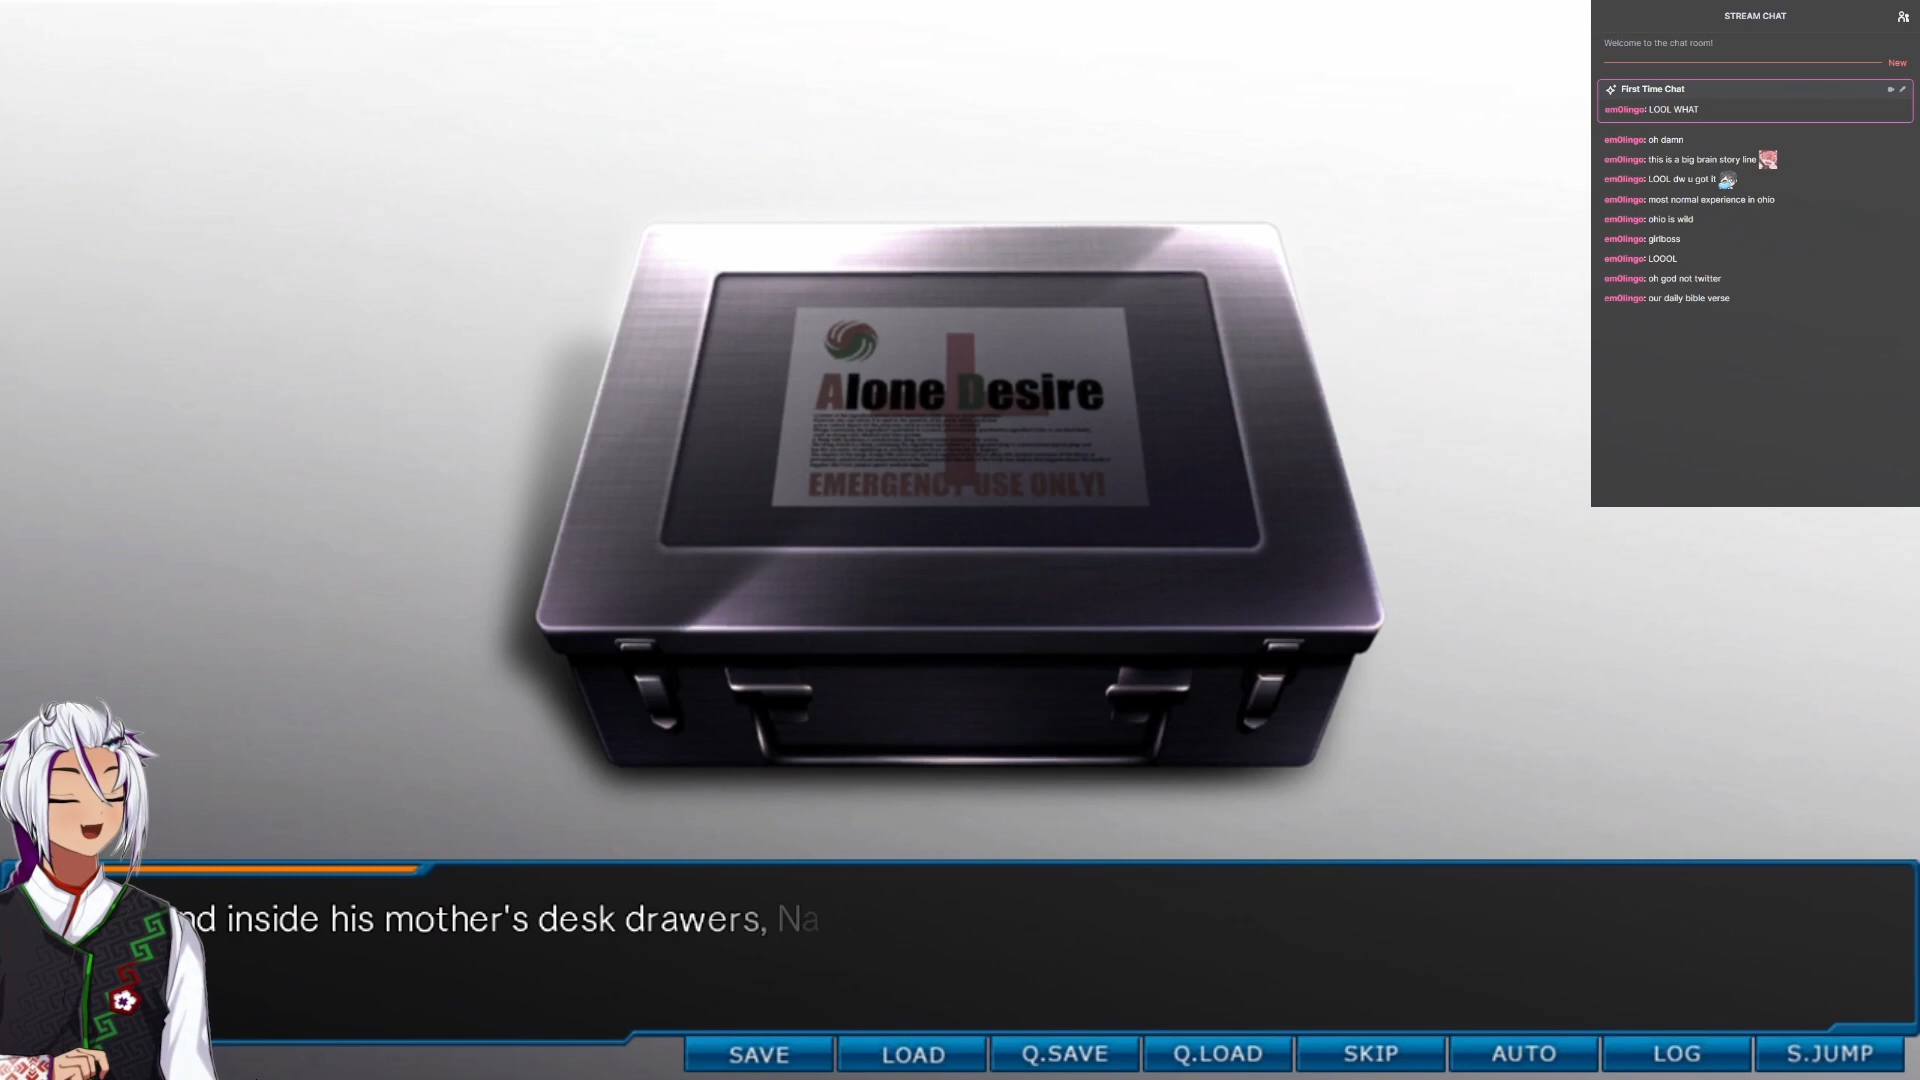 STREAM CHAT
Welcome to the chat room!
New
First Time Chat
em0lingo: LOOL WHAT
em0lingo: oh damn
em0lingo: this is a big brain story line
em0lingo: LOOL dw u got it
em0lingo: most normal experience in ohio
em0lingo: ohio is wild
em0lingo: girlboss
em0lingo: LOOOL
em0lingo: oh god not twitter
em0lingo: our daily bible verse
Alone Desire
EMERGENCY USE ONLY!
nd inside his mother's desk drawers, Na
SAVE
LOAD
Q.SAVE
Q.LOAD
SKIP
AUTO
LOG
S.JUMP